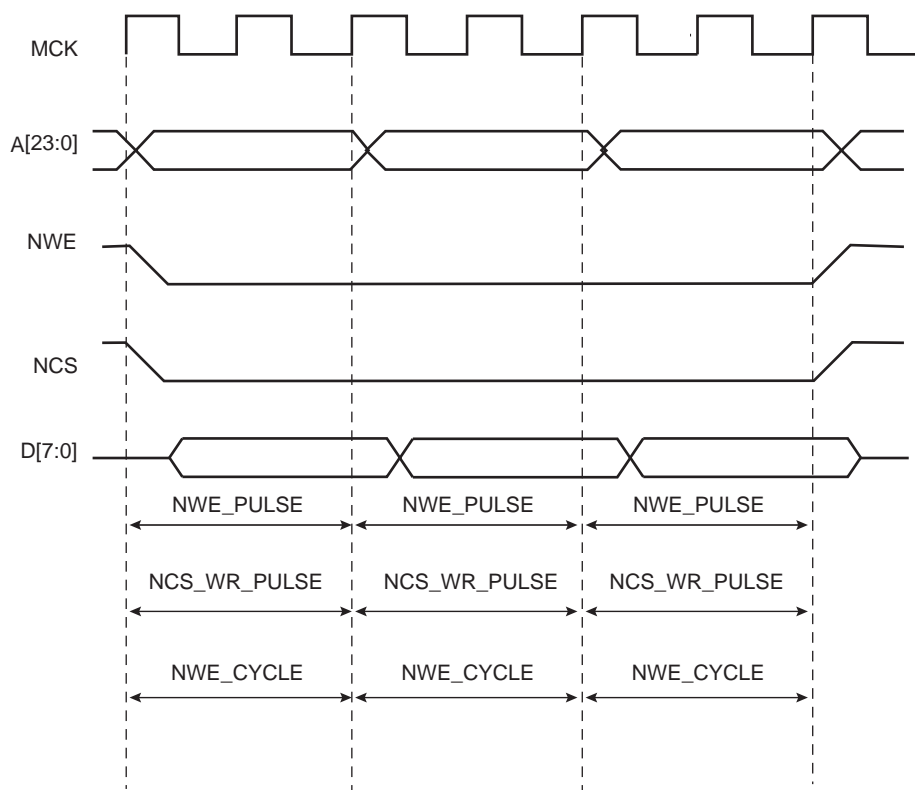 MCK
A[23:0]
NWE
NCS
D[7:0]
NWE_PULSE NWE_PULSE NWE_PULSE
NCS_WR_PULSE NCS_WR_PULSE NCS_WR_PULSE
NWE_CYCLE NWE_CYCLE NWE_CYCLE